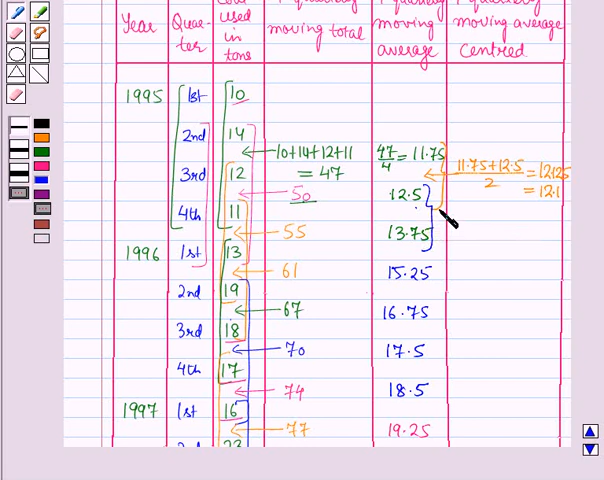 Year Quar- used moving total moving moving average
ter in average Centred
tons
1995 1st 10
2nd 14
10+14+12+11 47/4 = 11.75 11.75+12.5/2 = 12.125
3rd 12 = 47
50 12.5 = 12.1
4th 11
55 13.75
1996 1st 13
61 15.25
2nd 19
67 16.75
3rd 18
70 17.5
4th 17
74 18.5
1997 1st 16
77 19.25